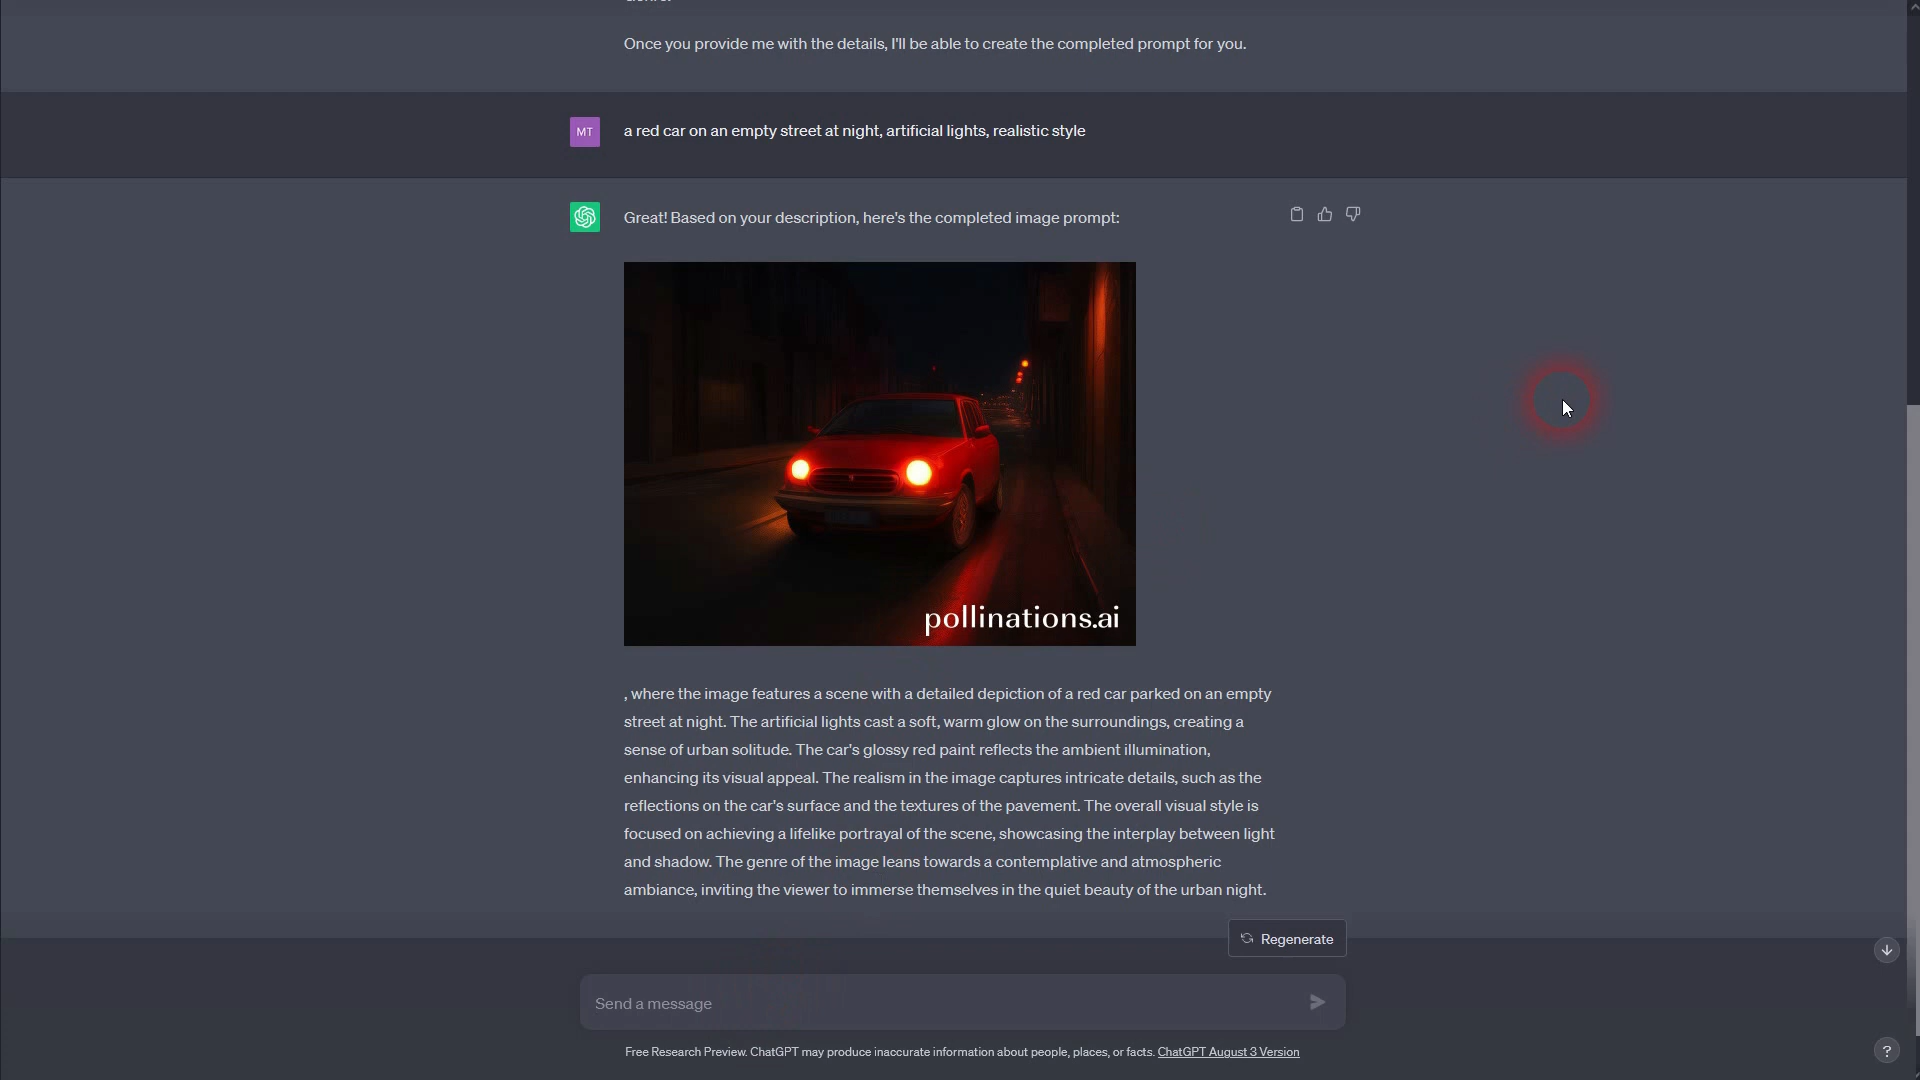 Once you provide me with the details, I'll be able to create the completed prompt for you.
MT
a red car on an empty street at night, artificial lights, realistic style
Great! Based on your description, here's the completed image prompt:
pollinations.ai
, where the image features a scene with a detailed depiction of a red car parked on an empty
street at night. The artificial lights cast a soft, warm glow on the surroundings, creating a
sense of urban solitude. The car's glossy red paint reflects the ambient illumination,
enhancing its visual appeal. The realism in the image captures intricate details, such as the
reflections on the car's surface and the textures of the pavement. The overall visual style is
focused on achieving a lifelike portrayal of the scene, showcasing the interplay between light
and shadow. The genre of the image leans towards a contemplative and atmospheric
ambiance, inviting the viewer to immerse themselves in the quiet beauty of the urban night.
Regenerate
Send a message
Free Research Preview. ChatGPT may produce inaccurate information about people, places, or facts. ChatGPT August 3 Version
?